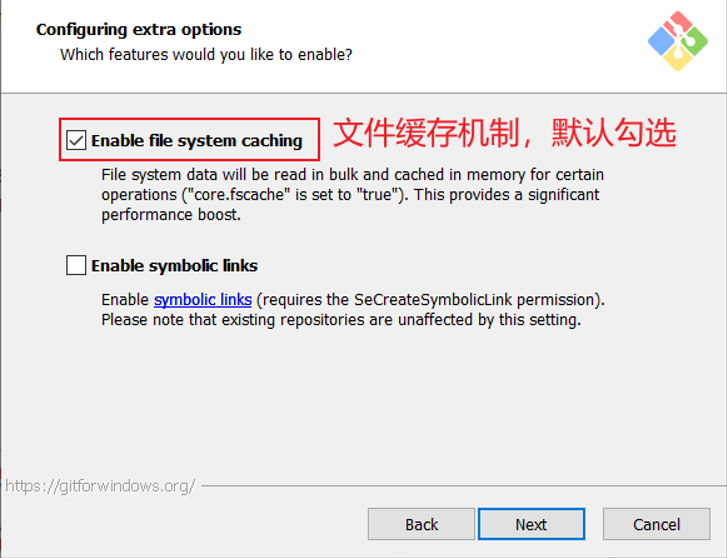 Configuring extra options
Which features would you like to enable?
Enable file system caching
文件缓存机制，默认勾选
File system data will be read in bulk and cached in memory for certain
operations ("core.fscache" is set to "true"). This provides a significant
performance boost.
Enable symbolic links
Enable symbolic links (requires the SeCreateSymbolicLink permission).
Please note that existing repositories are unaffected by this setting.
https://gitforwindows.org/
Back
Next
Cancel